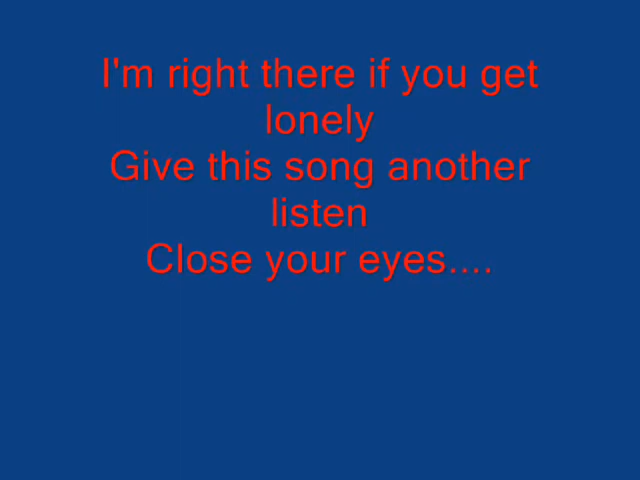 I'm right there if you get
lonely
Give this song another
listen
Close your eyes....